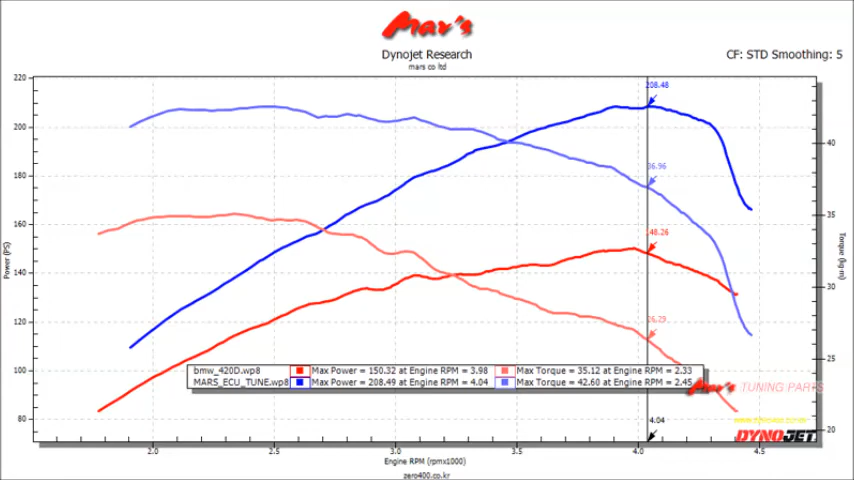 Mar's
Dynojet Research
CF: STD Smoothing: 5
mars co ltd
220
200
180
160
140
120
100
80
Power (PS)
40
35
30
25
20
Torque (kg·m)
208.48
36.96
148.26
26.29
4.04
bmw_420D.wp8 Max Power = 150.32 at Engine RPM = 3.98 Max Torque = 35.12 at Engine RPM = 2.33
MARS_ECU_TUNE.wp8 Max Power = 208.49 at Engine RPM = 4.04 Max Torque = 42.60 at Engine RPM = 2.45
Mar's TUNING PARTS
DYNOJET
2.0 2.5 3.0 3.5 4.0 4.5
Engine RPM (rpmx1000)
zero400.co.kr